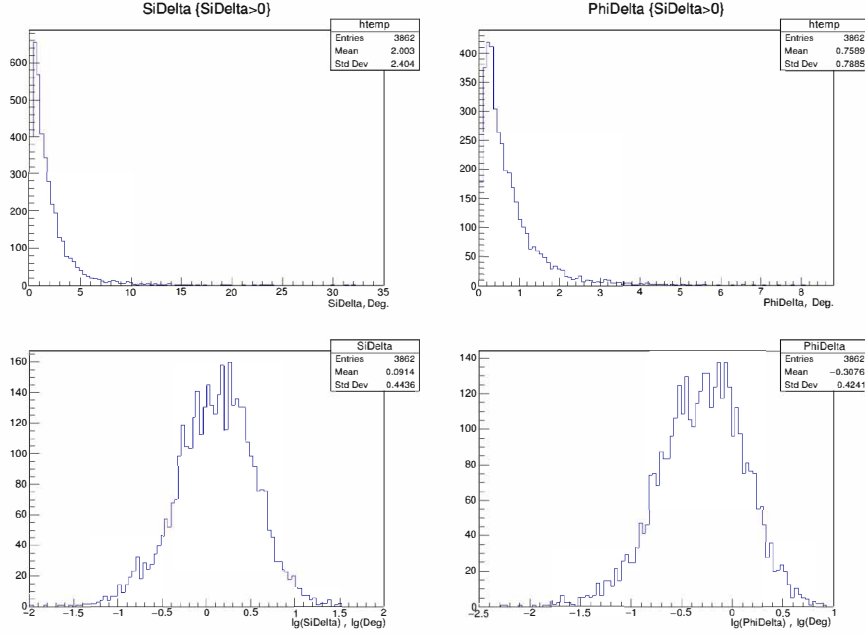 SiDelta {SiDelta>0}
htemp
Entries 3862
Mean 2.003
Std Dev 2.404
600
500
400
300
200
100
0
0 5 10 15 20 25 30 35
SiDelta, Deg.
PhiDelta {SiDelta>0}
htemp
Entries 3862
Mean 0.7589
Std Dev 0.7885
400
350
300
250
200
150
100
50
0
0 1 2 3 4 5 6 7 8
PhiDelta, Deg.
SiDelta
Entries 3862
Mean 0.0914
Std Dev 0.4436
160
140
120
100
80
60
40
20
0
−2 −1.5 −1 −0.5 0 0.5 1 1.5 2
lg(SiDelta), lg(Deg)
PhiDelta
Entries 3862
Mean −0.3076
Std Dev 0.4241
140
120
100
80
60
40
20
0
−2.5 −2 −1.5 −1 −0.5 0 0.5 1
lg(PhiDelta), lg(Deg)